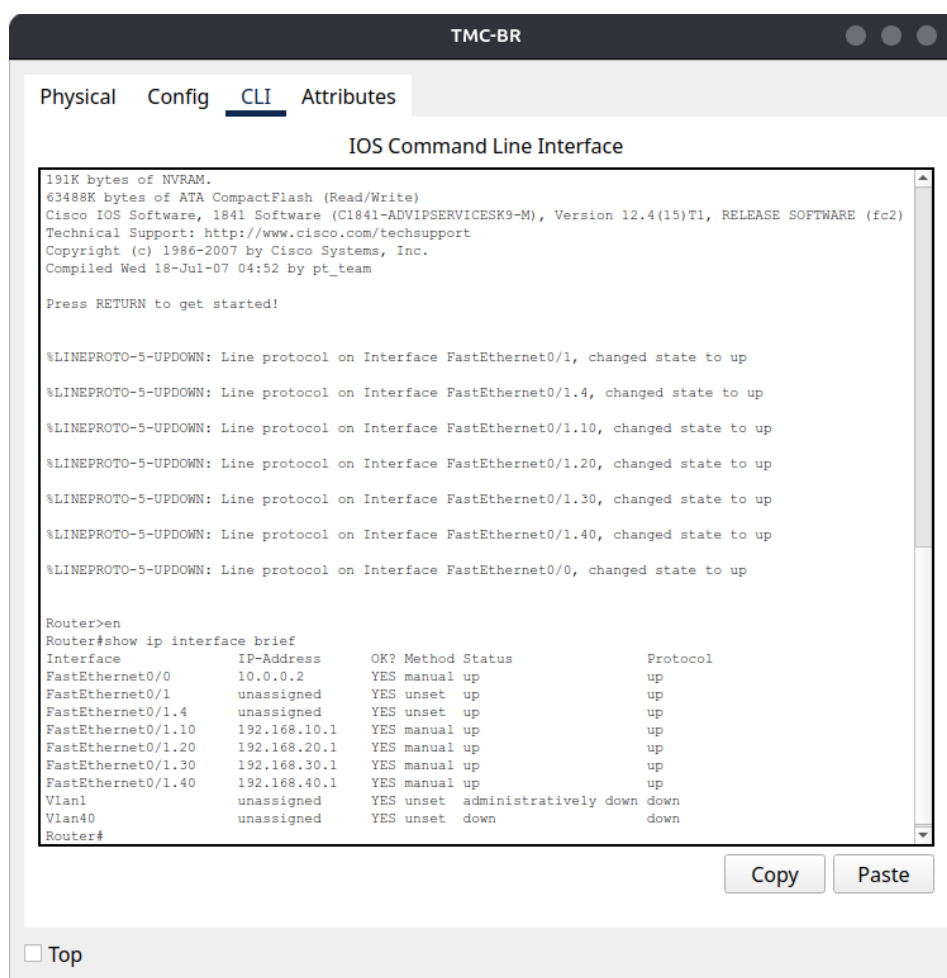 TMC-BR
Physical Config CLI Attributes
IOS Command Line Interface
191K bytes of NVRAM.
63488K bytes of ATA CompactFlash (Read/Write)
Cisco IOS Software, 1841 Software (C1841-ADVIPSERVICESK9-M), Version 12.4(15)T1, RELEASE SOFTWARE (fc2)
Technical Support: http://www.cisco.com/techsupport
Copyright (c) 1986-2007 by Cisco Systems, Inc.
Compiled Wed 18-Jul-07 04:52 by pt_team
Press RETURN to get started!
%LINEPROTO-5-UPDOWN: Line protocol on Interface FastEthernet0/1, changed state to up
%LINEPROTO-5-UPDOWN: Line protocol on Interface FastEthernet0/1.4, changed state to up
%LINEPROTO-5-UPDOWN: Line protocol on Interface FastEthernet0/1.10, changed state to up
%LINEPROTO-5-UPDOWN: Line protocol on Interface FastEthernet0/1.20, changed state to up
%LINEPROTO-5-UPDOWN: Line protocol on Interface FastEthernet0/1.30, changed state to up
%LINEPROTO-5-UPDOWN: Line protocol on Interface FastEthernet0/1.40, changed state to up
%LINEPROTO-5-UPDOWN: Line protocol on Interface FastEthernet0/0, changed state to up
Router>en
Router#show ip interface brief
Interface IP-Address OK? Method Status Protocol
FastEthernet0/0 10.0.0.2 YES manual up up
FastEthernet0/1 unassigned YES unset up up
FastEthernet0/1.4 unassigned YES unset up up
FastEthernet0/1.10 192.168.10.1 YES manual up up
FastEthernet0/1.20 192.168.20.1 YES manual up up
FastEthernet0/1.30 192.168.30.1 YES manual up up
FastEthernet0/1.40 192.168.40.1 YES manual up up
Vlan1 unassigned YES unset administratively down down
Vlan40 unassigned YES unset down down
Router#
Copy Paste
Top